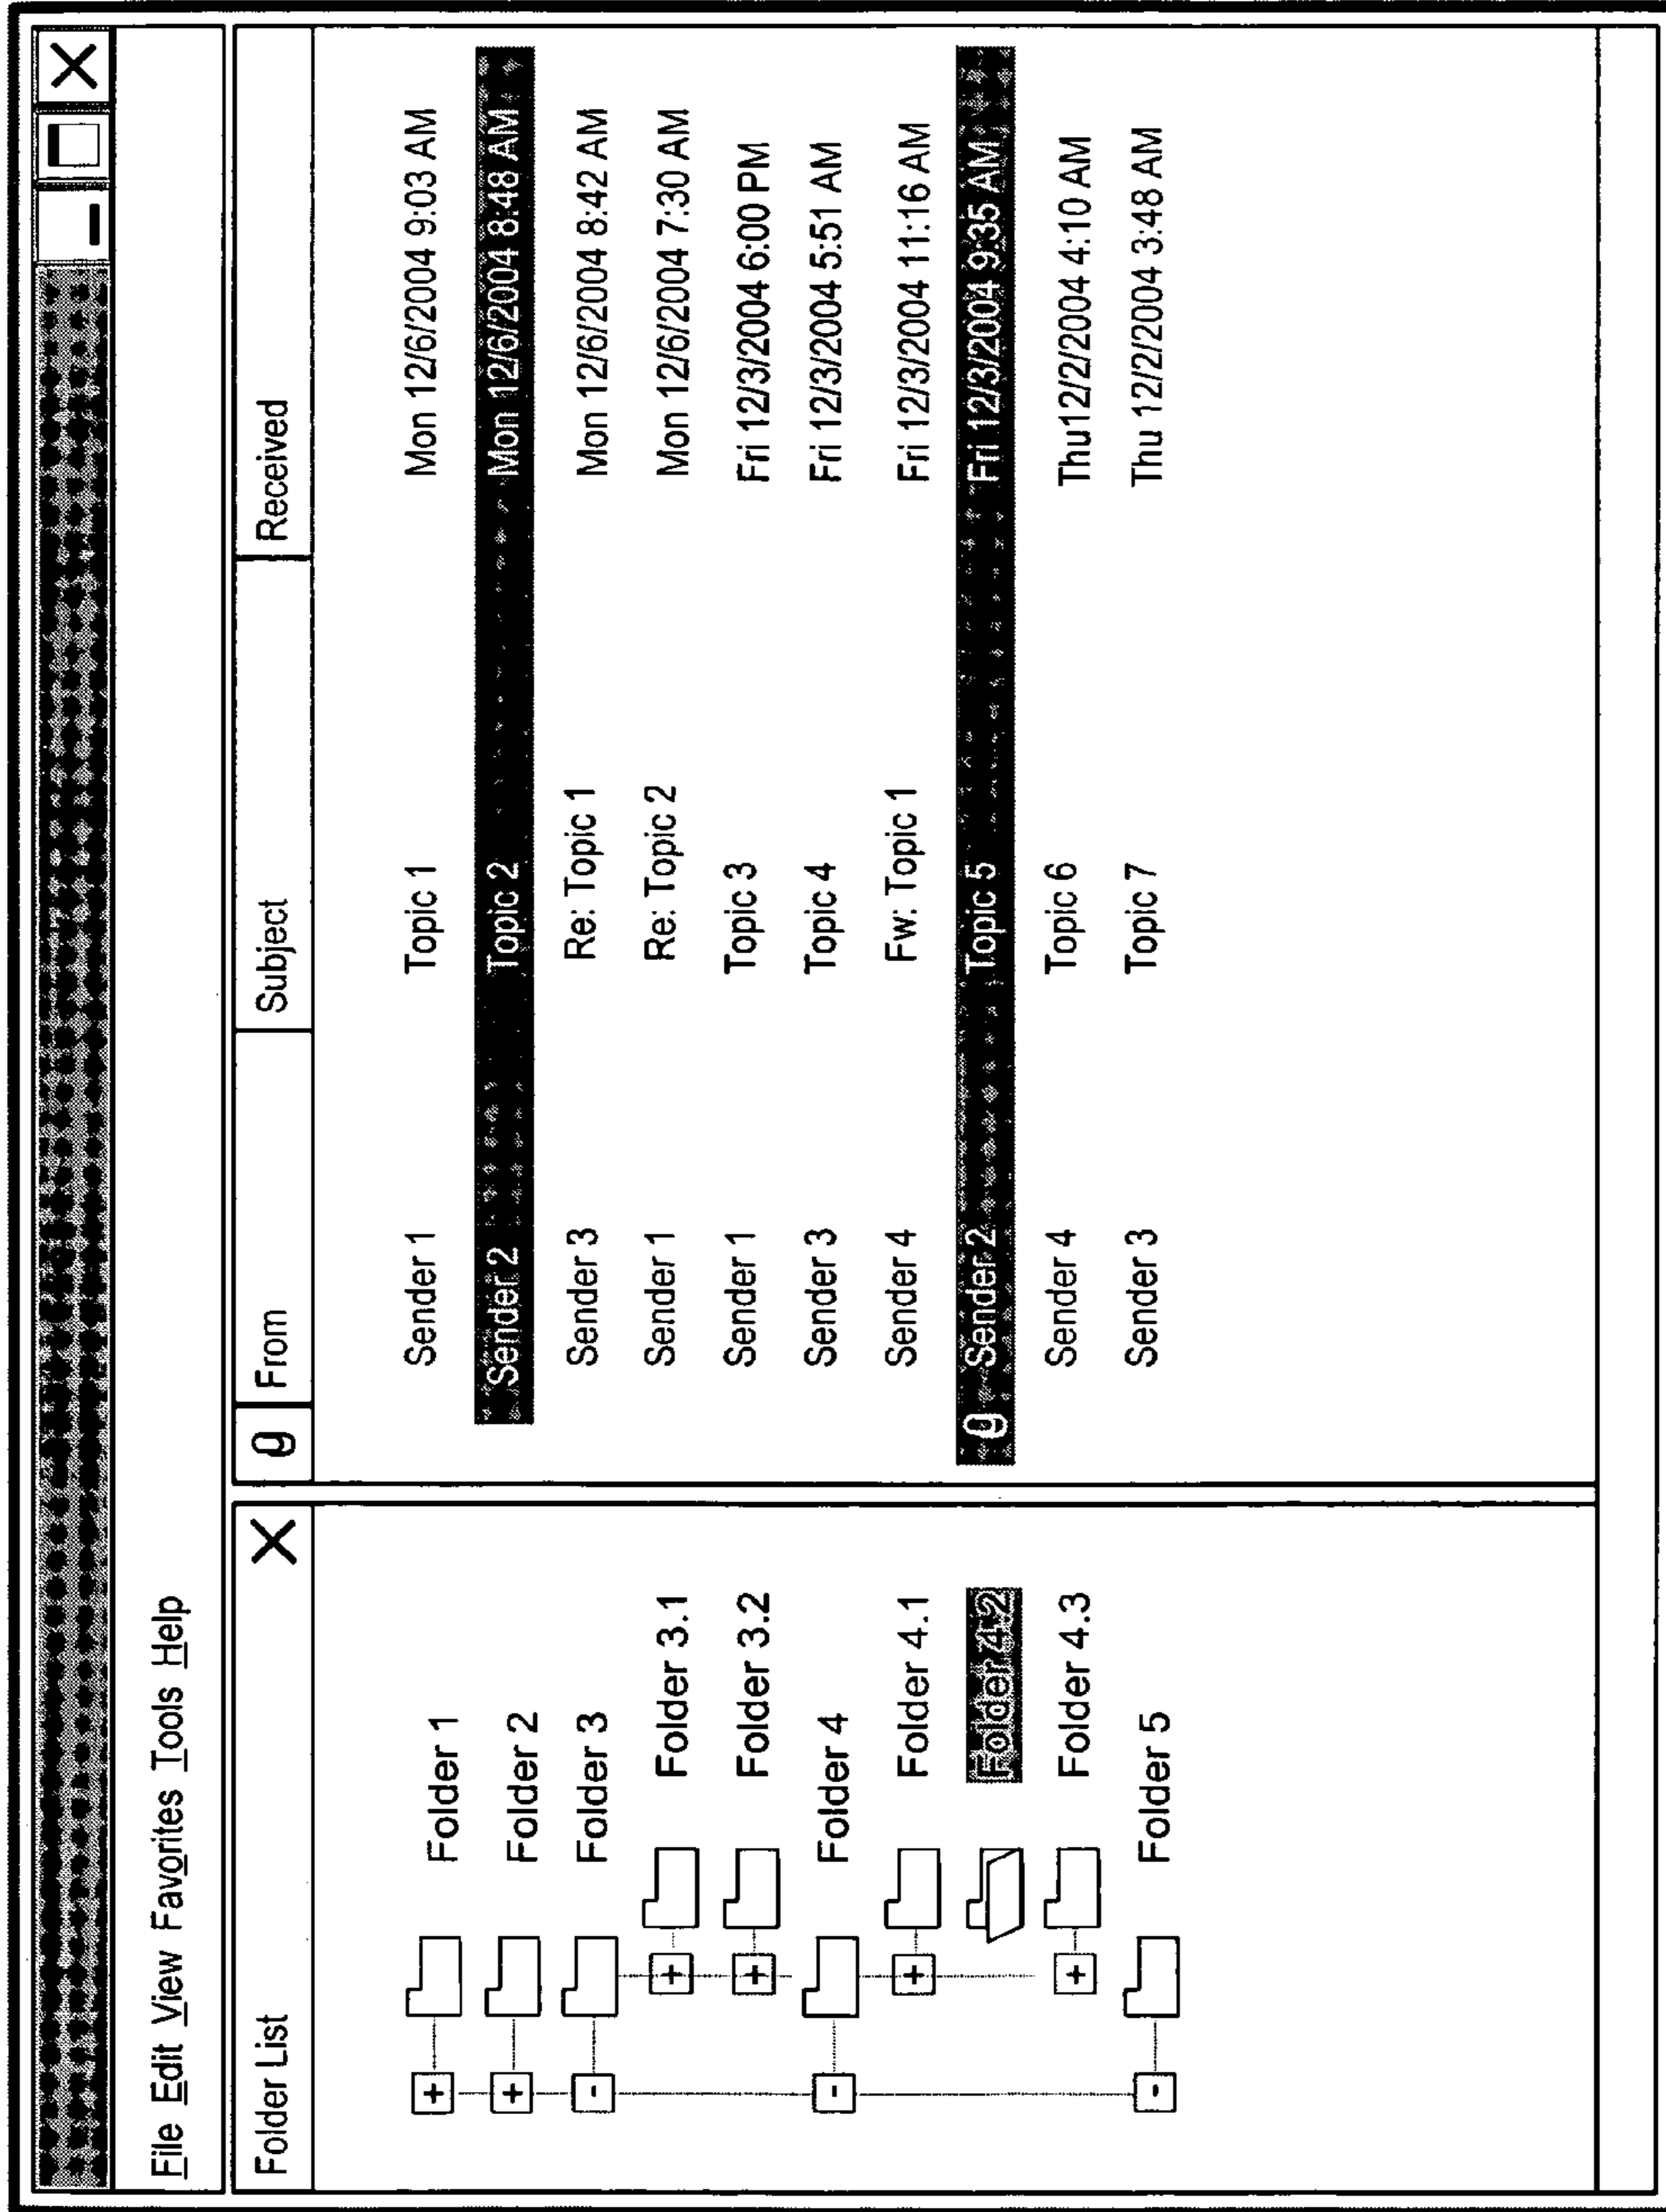 File Edit View Favorites Tools Help
Folder List
From Subject Received
Folder 1
Folder 2
Folder 3
Folder 3.1
Folder 3.2
Folder 4
Folder 4.1
Folder 4.2
Folder 4.3
Folder 5
Sender 1 Topic 1 Mon 12/6/2004 9:03 AM
Sender 2 Topic 2 Mon 12/6/2004 8:48 AM
Sender 3 Re: Topic 1 Mon 12/6/2004 8:42 AM
Sender 1 Re: Topic 2 Mon 12/6/2004 7:30 AM
Sender 1 Topic 3 Fri 12/3/2004 6:00 PM
Sender 3 Topic 4 Fri 12/3/2004 5:51 AM
Sender 4 Fw: Topic 1 Fri 12/3/2004 11:16 AM
Sender 2 Topic 5 Fri 12/3/2004 9:35 AM
Sender 4 Topic 6 Thu12/2/2004 4:10 AM
Sender 3 Topic 7 Thu 12/2/2004 3:48 AM